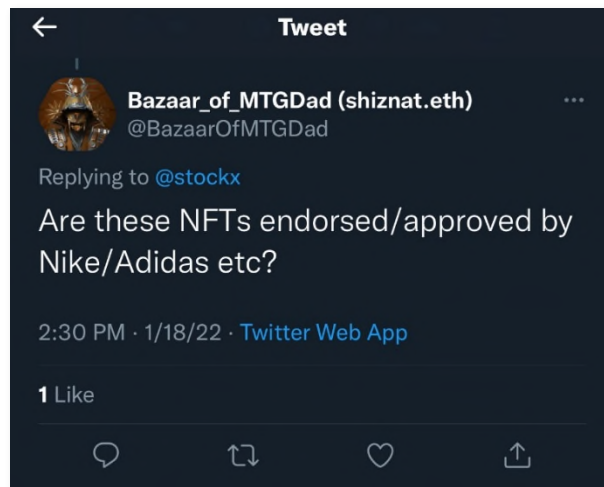 Tweet
Bazaar_of_MTGDad (shiznat.eth)
@BazaarOfMTGDad
Replying to @stockx
Are these NFTs endorsed/approved by
Nike/Adidas etc?
2:30 PM · 1/18/22 · Twitter Web App
1 Like